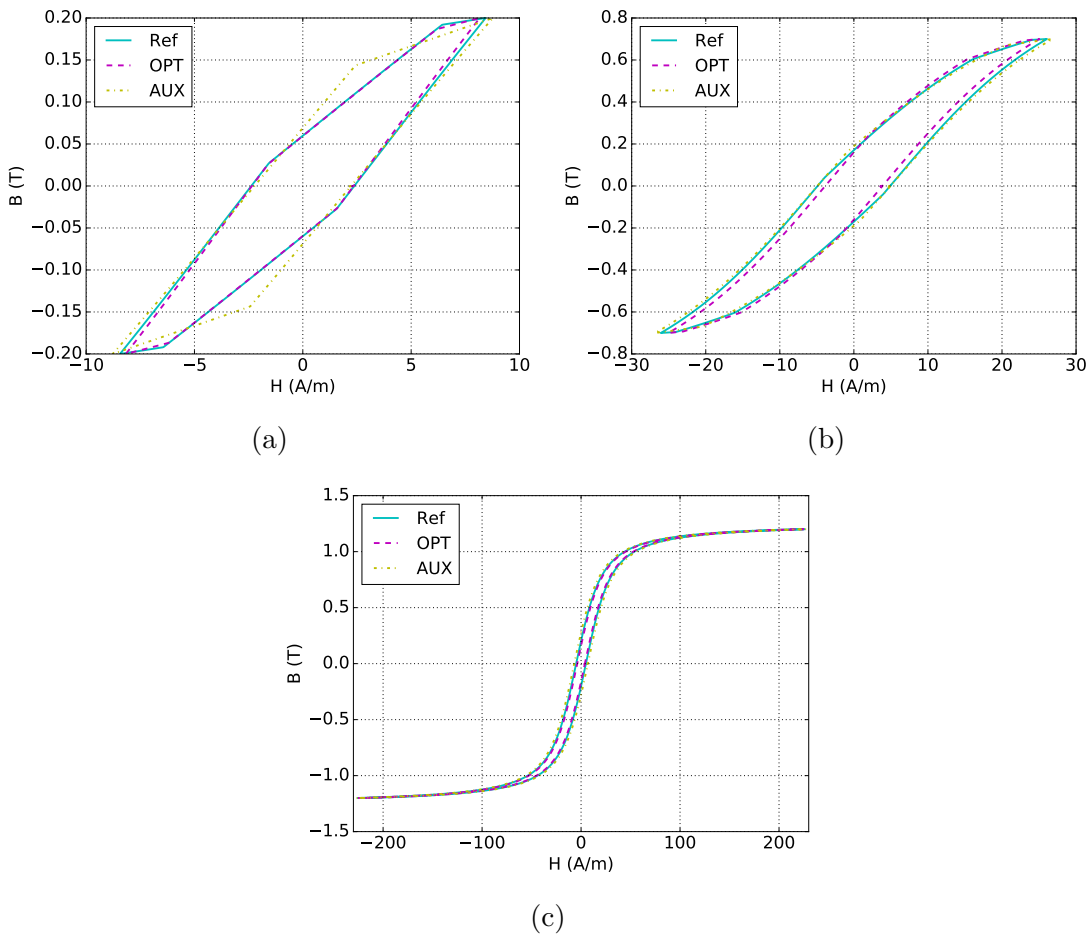 0.20
0.15
0.10
0.05
0.00
−0.05
−0.10
−0.15
−0.20
B (T)
Ref
OPT
AUX
−10 −5 0 5 10
H (A/m)
(a)
0.8
0.6
0.4
0.2
0.0
−0.2
−0.4
−0.6
−0.8
B (T)
Ref
OPT
AUX
−30 −20 −10 0 10 20 30
H (A/m)
(b)
1.5
1.0
0.5
0.0
−0.5
−1.0
−1.5
B (T)
Ref
OPT
AUX
−200 −100 0 100 200
H (A/m)
(c)